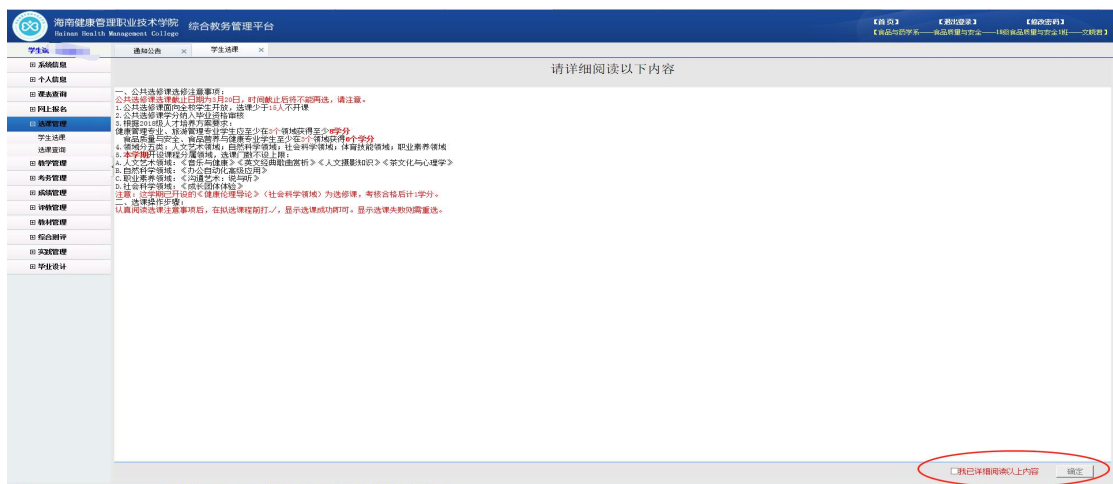 海南健康管理职业技术学院 综合教务管理平台
Hainan Health Management College
【首 页】 【退出登录】 【修改密码】
【食品与药学系——食品质量与安全——18级食品质量与安全1班——
通知公告 × 学生选课 ×
系统信息
个人信息
课表查询
网上报名
选课管理
学生选课
选课查询
教学管理
考务管理
成绩管理
评教管理
教材管理
综合测评
实践管理
毕业设计
请详细阅读以下内容
一、公共选修课选修注意事项：
公共选修课选课截止日期为3月20日，时间截止后将不能再选，请注意。
1.公共选修课面向全校学生开放，选课少于15人不开课
2.公共选修课学分纳入毕业资格审核
3.根据2018级人才培养方案要求：
健康管理专业、旅游管理专业学生应至少在3个领域获得至少8学分
食品质量与安全、食品营养与健康专业学生至少在3个领域获得6个学分
4.领域分五类：人文艺术领域；自然科学领域；社会科学领域；体育技能领域；职业素养领域
5.本学期开设课程分属领域，选课门数不设上限：
A.人文艺术领域：《音乐与健康》《英文经典歌曲赏析》《人文摄影知识》《茶文化与心理学》
B.自然科学领域：《办公自动化高级应用》
C.职业素养领域：《沟通艺术：说与听》
D.社会科学领域：《成长团体体验》
注意：这学期已开设的《健康伦理导论》（社会科学领域）为选修课，考核合格后计1学分。
二、选课操作步骤：
认真阅读选课注意事项后，在拟选课程前打✓，显示选课成功即可。显示选课失败则需重选。
我已详细阅读以上内容 确定